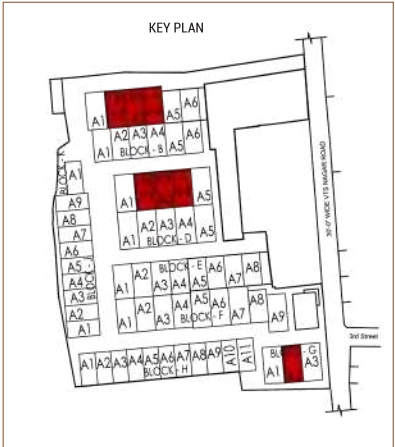 KEY PLAN
A1 A5 A6
A1 A2 A3 A4 A5 A6
BLOCK - B
A1 A5
A1 A2 A3 A4 A5
BLOCK - D
BLOCK - K
A1
A9
A8
A7
A6
A5
A4
A3
A2
A1
BLOCK -
BLOCK - E
A1 A2 A3 A4 A5 A6 A7 A8
A1 A2 A3 A4 A5 A6 A7 A8 A9
BLOCK - F
A1 A2 A3 A4 A5 A6 A7 A8 A9 A10 A11
BLOCK - H
BL - G
A1 A3
30'-0" WIDE VTS NAGAR ROAD
3rd Street